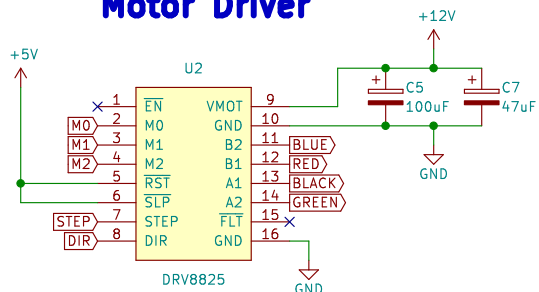 Motor Driver
+12V
+5V
U2
C5
100uF
C7
47uF
1 EN VMOT 9
M0 2 M0 GND 10
M1 3 M1 B2 11 BLUE
M2 4 M2 B1 12 RED
5 RST A1 13 BLACK
6 SLP A2 14 GREEN
STEP 7 STEP FLT 15
DIR 8 DIR GND 16
GND
DRV8825
GND